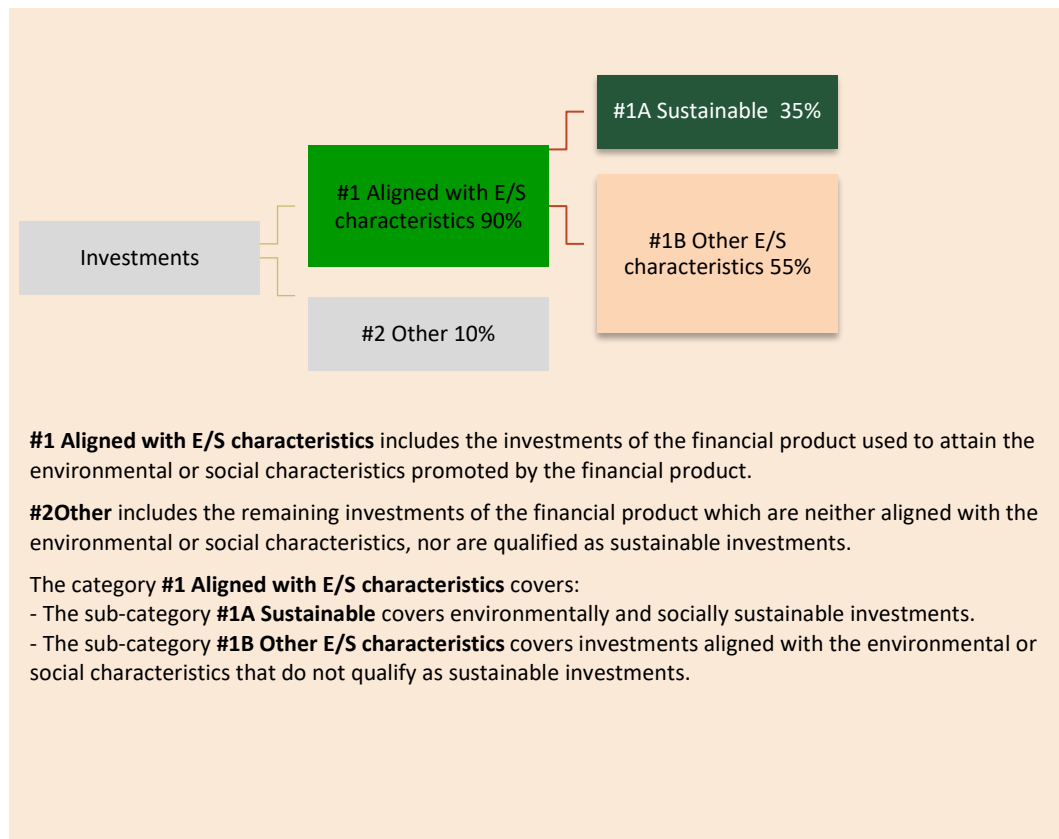 #1A Sustainable  35%
#1 Aligned with E/S
characteristics 90%
#1B Other E/S
characteristics 55%
Investments
#2 Other 10%
#1 Aligned with E/S characteristics includes the investments of the financial product used to attain the
environmental or social characteristics promoted by the financial product.
#2Other includes the remaining investments of the financial product which are neither aligned with the
environmental or social characteristics, nor are qualified as sustainable investments.
The category #1 Aligned with E/S characteristics covers:
- The sub-category #1A Sustainable covers environmentally and socially sustainable investments.
- The sub-category #1B Other E/S characteristics covers investments aligned with the environmental or
social characteristics that do not qualify as sustainable investments.